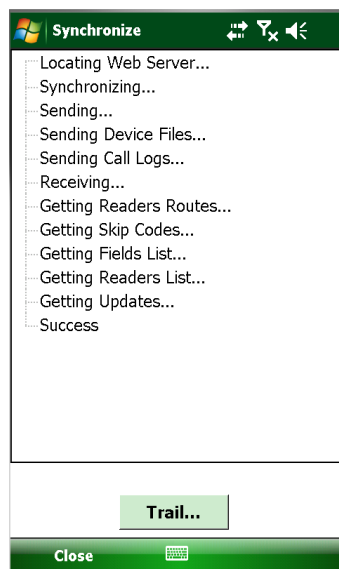 Synchronize
Locating Web Server...
Synchronizing...
Sending...
Sending Device Files...
Sending Call Logs...
Receiving...
Getting Readers Routes...
Getting Skip Codes...
Getting Fields List...
Getting Readers List...
Getting Updates...
Success
Trail...
Close